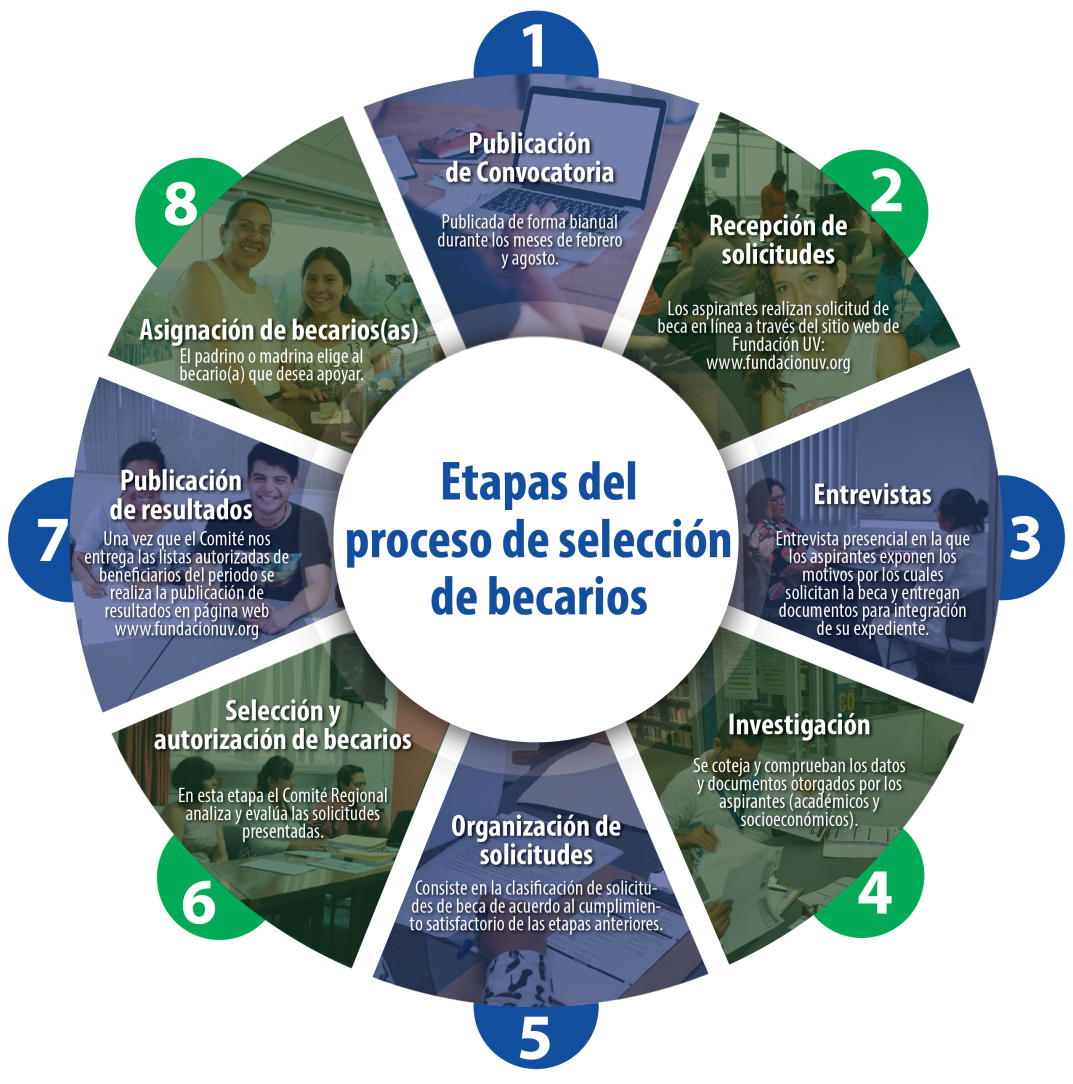 Etapas del
proceso de selección
de becarios
1
Publicación
de Convocatoria
Publicada de forma bianual
durante los meses de febrero
y agosto.
2
Recepción de
solicitudes
Los aspirantes realizan solicitud de
beca en línea a través del sitio web de
Fundación UV:
www.fundacionuv.org
3
Entrevistas
Entrevista presencial en la que
los aspirantes exponen los
motivos por los cuales
solicitan la beca y entregan
documentos para integración
de su expediente.
4
Investigación
Se coteja y comprueban los datos
y documentos otorgados por los
aspirantes (académicos y
socioeconómicos).
5
Organización de
solicitudes
Consiste en la clasificación de solicitu-
des de beca de acuerdo al cumplimien-
to satisfactorio de las etapas anteriores.
6
Selección y
autorización de becarios
En esta etapa el Comité Regional
analiza y evalúa las solicitudes
presentadas.
7
Publicación
de resultados
Una vez que el Comité nos
entrega las listas autorizadas de
beneficiarios del periodo se
realiza la publicación de
resultados en página web
www.fundacionuv.org
8
Asignación de becarios(as)
El padrino o madrina elige al
becario(a) que desea apoyar.